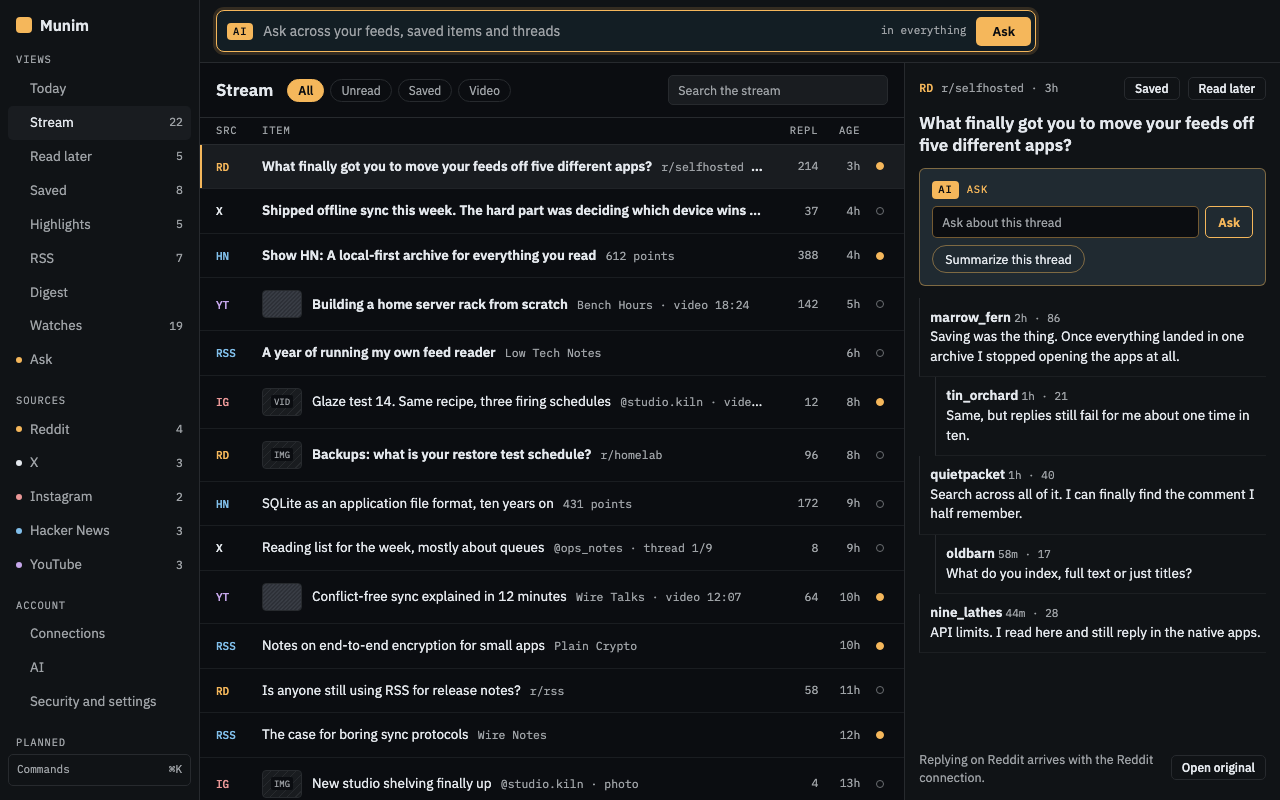 Munim
VIEWS
Today
Stream 22
Read later 5
Saved 8
Highlights 5
RSS 7
Digest
Watches 19
Ask
SOURCES
Reddit 4
X 3
Instagram 2
Hacker News 3
YouTube 3
ACCOUNT
Connections
AI
Security and settings
PLANNED
Commands ⌘K
AI Ask across your feeds, saved items and threads in everything Ask
Stream All Unread Saved Video Search the stream
SRC ITEM REPL AGE
RD What finally got you to move your feeds off five different apps? r/selfhosted … 214 3h
X Shipped offline sync this week. The hard part was deciding which device wins … 37 4h
HN Show HN: A local-first archive for everything you read 612 points 388 4h
YT Building a home server rack from scratch Bench Hours · video 18:24 142 5h
RSS A year of running my own feed reader Low Tech Notes 6h
IG VID Glaze test 14. Same recipe, three firing schedules @studio.kiln · vide… 12 8h
RD IMG Backups: what is your restore test schedule? r/homelab 96 8h
HN SQLite as an application file format, ten years on 431 points 172 9h
X Reading list for the week, mostly about queues @ops_notes · thread 1/9 8 9h
YT Conflict-free sync explained in 12 minutes Wire Talks · video 12:07 64 10h
RSS Notes on end-to-end encryption for small apps Plain Crypto 10h
RD Is anyone still using RSS for release notes? r/rss 58 11h
RSS The case for boring sync protocols Wire Notes 12h
IG IMG New studio shelving finally up @studio.kiln · photo 4 13h
RD r/selfhosted · 3h Saved Read later
What finally got you to move your feeds off
five different apps?
AI ASK
Ask about this thread Ask
Summarize this thread
marrow_fern 2h · 86
Saving was the thing. Once everything landed in one
archive I stopped opening the apps at all.
tin_orchard 1h · 21
Same, but replies still fail for me about one time in
ten.
quietpacket 1h · 40
Search across all of it. I can finally find the comment I
half remember.
oldbarn 58m · 17
What do you index, full text or just titles?
nine_lathes 44m · 28
API limits. I read here and still reply in the native apps.
Replying on Reddit arrives with the Reddit
connection.
Open original